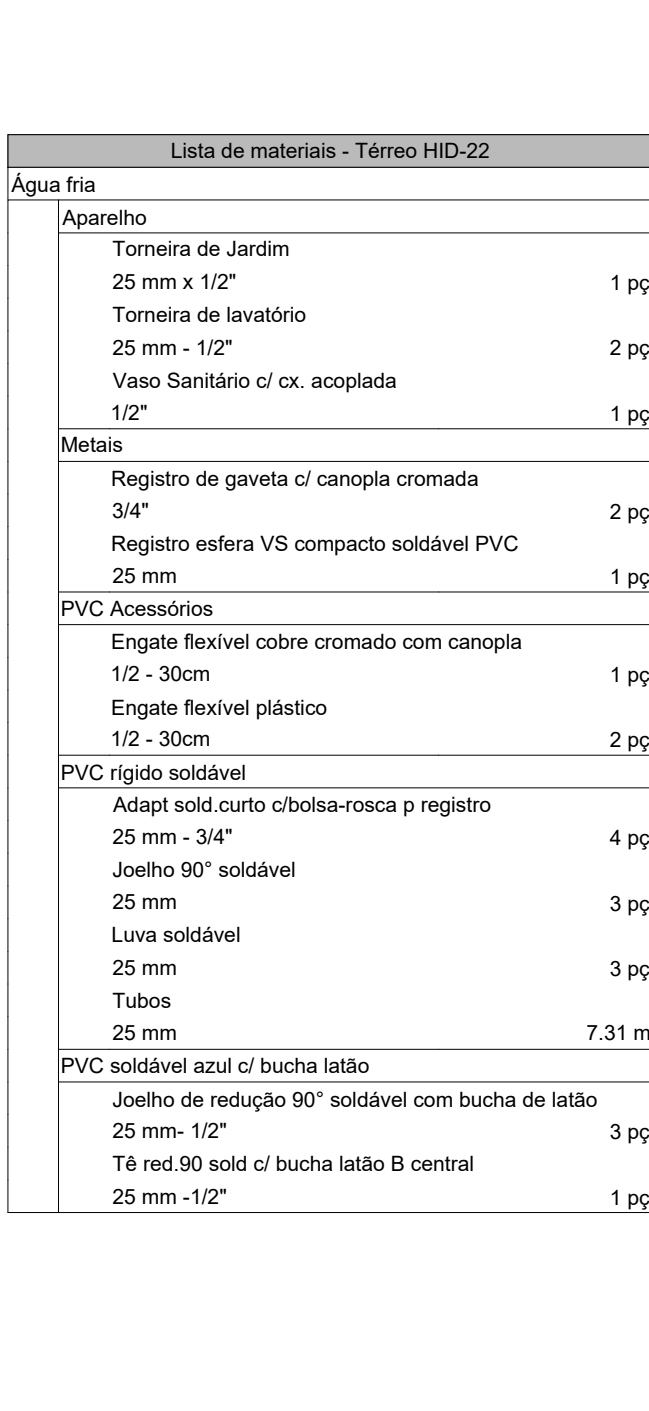 Lista de materiais - Térreo HID-22
Água fria
Aparelho
Torneira de Jardim
25 mm x 1/2" 1 pç
Torneira de lavatório
25 mm - 1/2" 2 pç
Vaso Sanitário c/ cx. acoplada
1/2" 1 pç
Metais
Registro de gaveta c/ canopla cromada
3/4" 2 pç
Registro esfera VS compacto soldável PVC
25 mm 1 pç
PVC Acessórios
Engate flexível cobre cromado com canopla
1/2 - 30cm 1 pç
Engate flexível plástico
1/2 - 30cm 2 pç
PVC rígido soldável
Adapt sold.curto c/bolsa-rosca p registro
25 mm - 3/4" 4 pç
Joelho 90° soldável
25 mm 3 pç
Luva soldável
25 mm 3 pç
Tubos
25 mm 7.31 m
PVC soldável azul c/ bucha latão
Joelho de redução 90° soldável com bucha de latão
25 mm- 1/2" 3 pç
Tê red.90 sold c/ bucha latão B central
25 mm -1/2" 1 pç